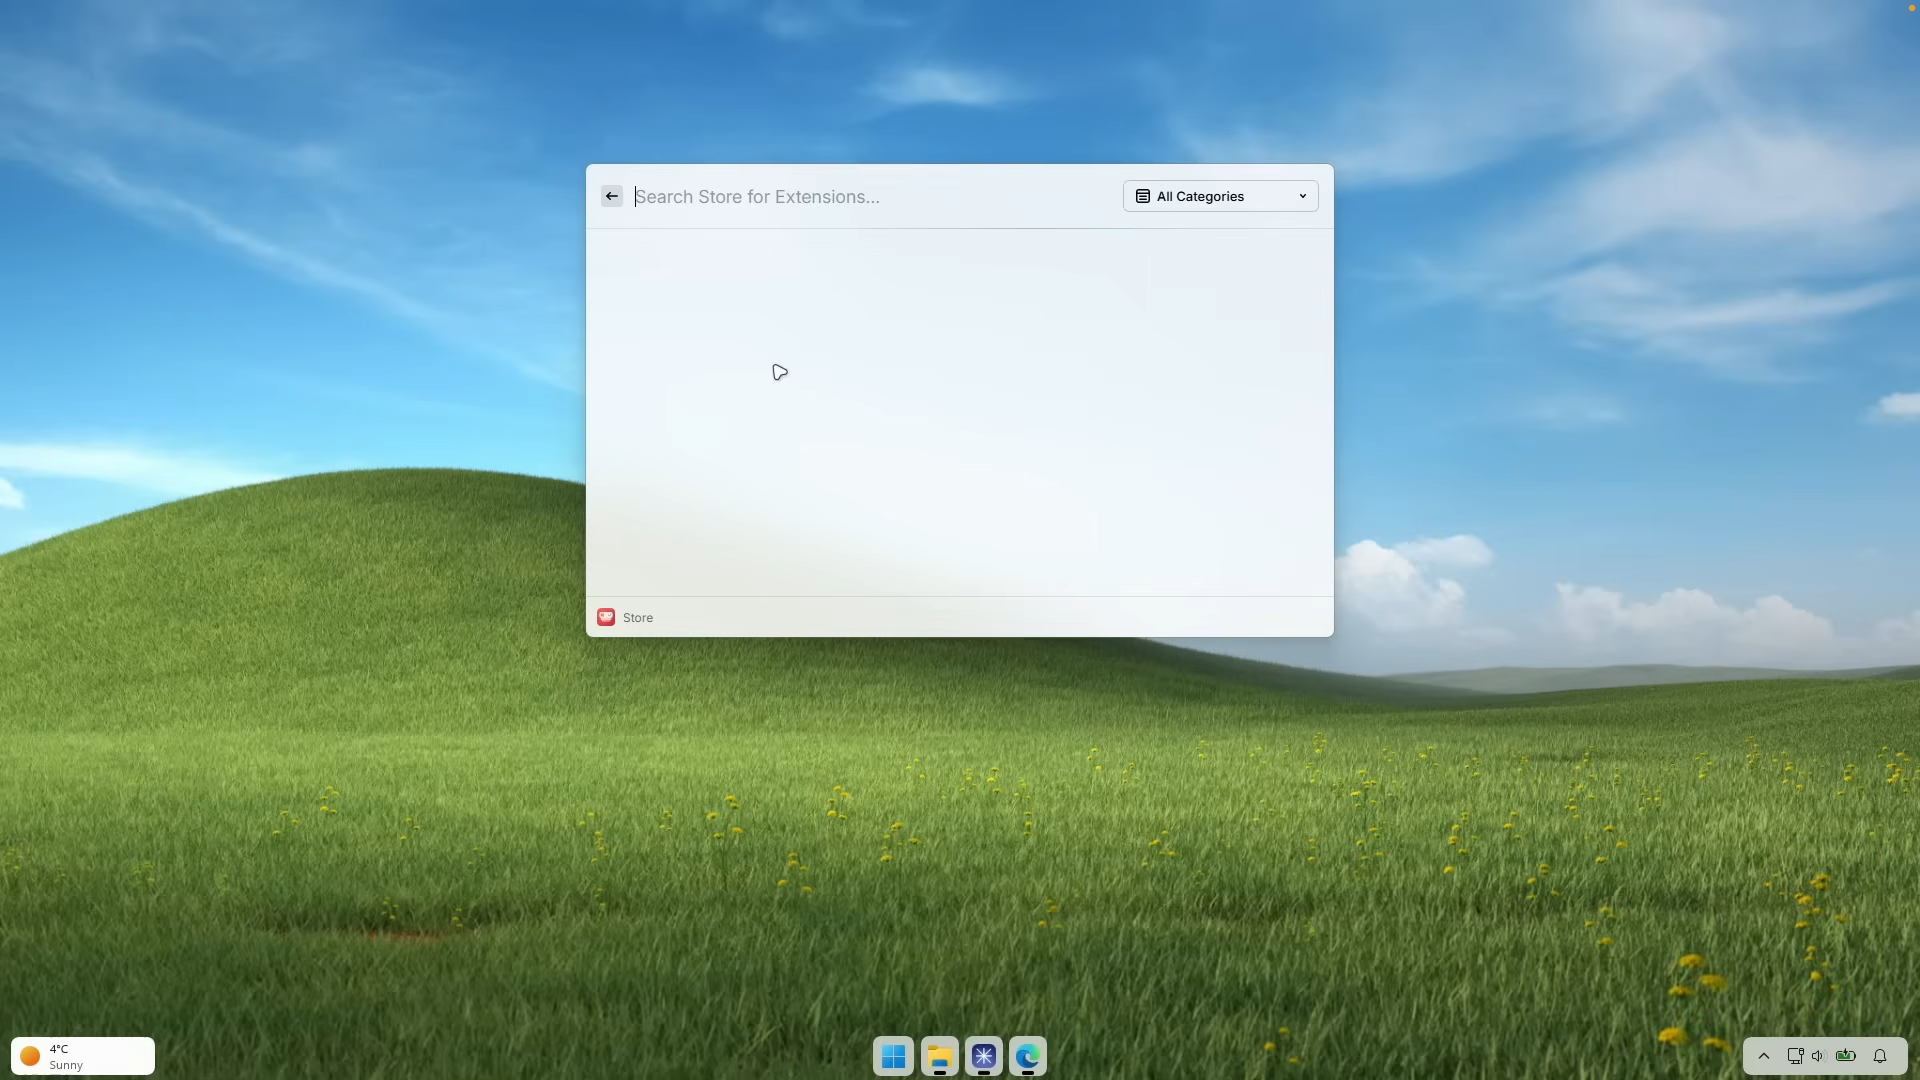 Search Store for Extensions...
All Categories
Store
4°C
Sunny